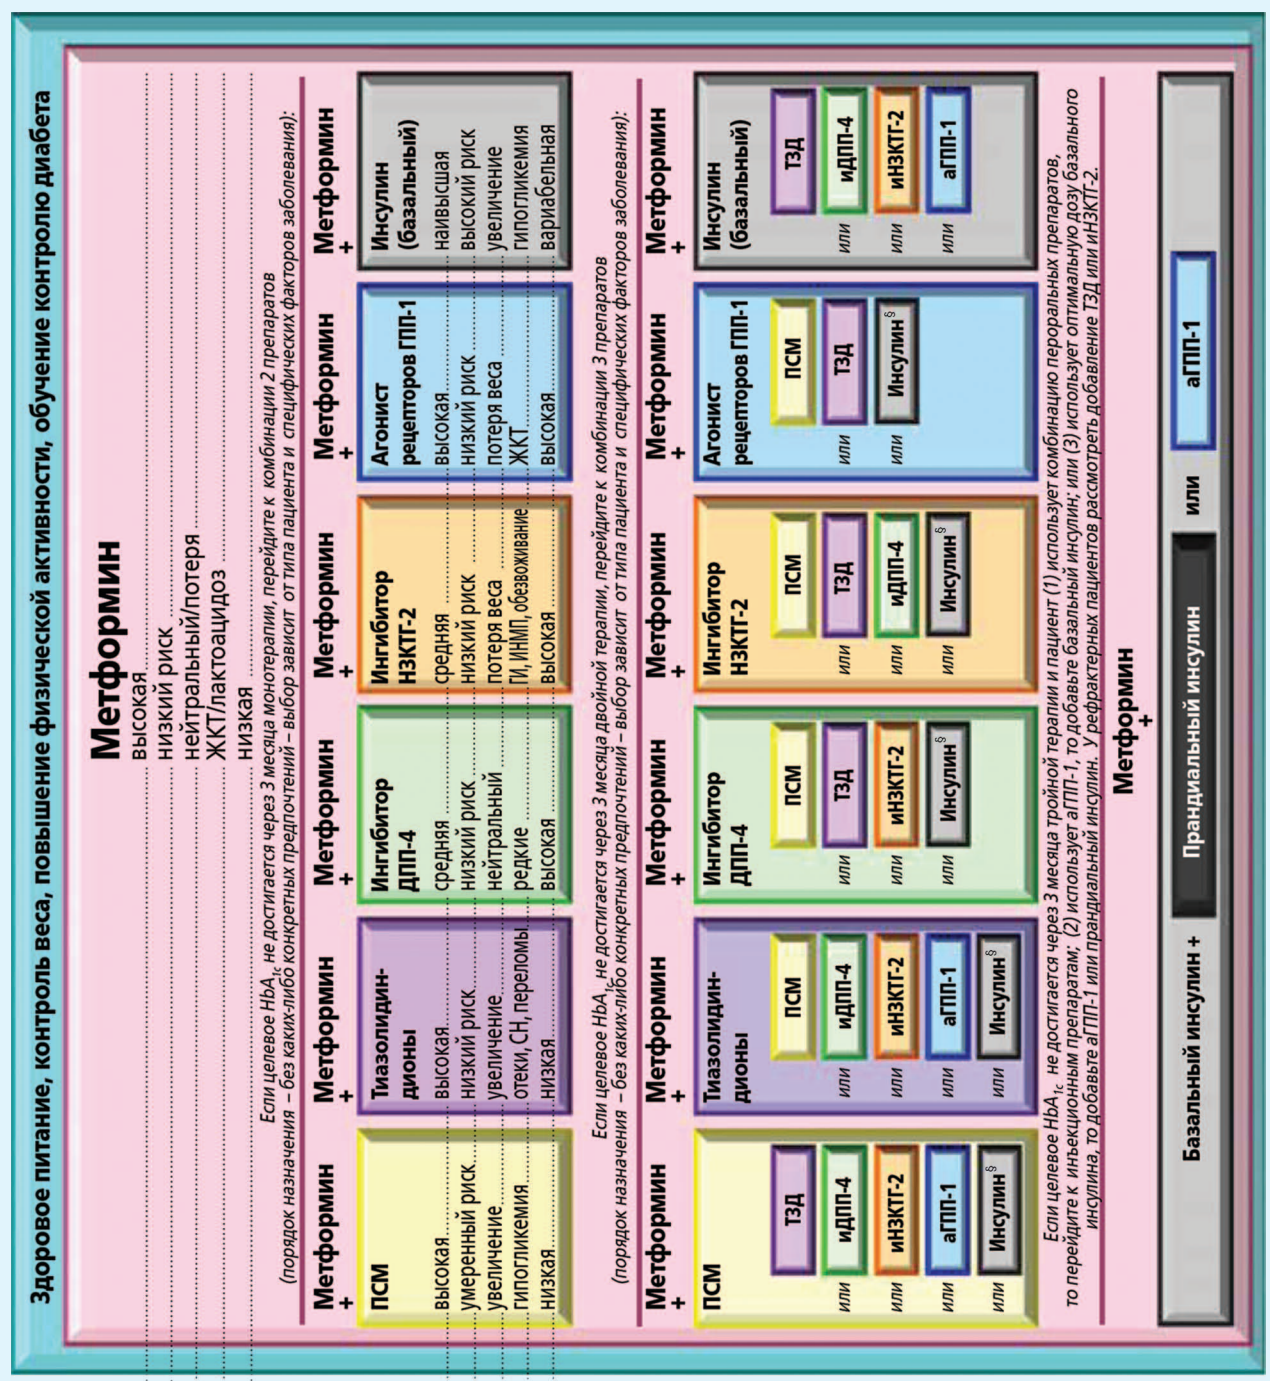 Здоровое питание, контроль веса, повышение физической активности, обучение контролю диабета
Метформин
высокая
низкий риск
нейтральный/потеря
ЖКТ/лактоацидоз
низкая
Если целевое HbA1c не достигается через 3 месяца монотерапии, перейдите к комбинации 2 препаратов
(порядок назначения – без каких-либо конкретных предпочтений – выбор зависит от типа пациента и специфических факторов заболевания):
Метформин
+
ПСМ
высокая
умеренный риск
увеличение
гипогликемия
низкая
Метформин
+
Тиазолидин-
дионы
высокая
низкий риск
увеличение
отеки, СН, переломы
низкая
Метформин
+
Ингибитор
ДПП-4
средняя
низкий риск
нейтральный
редкие
высокая
Метформин
+
Ингибитор
НЗКТГ-2
средняя
низкий риск
потеря веса
ГИ, ИНМП, обезвоживание
высокая
Метформин
+
Агонист
рецепторов ГПП-1
высокая
низкий риск
потеря веса
ЖКТ
высокая
Метформин
+
Инсулин
(базальный)
наивысшая
высокий риск
увеличение
гипогликемия
вариабельная
Если целевое HbA1c не достигается через 3 месяца двойной терапии, перейдите к комбинации 3 препаратов
(порядок назначения – без каких-либо конкретных предпочтений – выбор зависит от типа пациента и специфических факторов заболевания):
Метформин
+
ПСМ
ТЗД
или иДПП-4
или иНЗКТГ-2
или аГПП-1
или Инсулин§
Метформин
+
Тиазолидин-
дионы
ПСМ
или иДПП-4
или иНЗКТГ-2
или аГПП-1
или Инсулин§
Метформин
+
Ингибитор
ДПП-4
ПСМ
или ТЗД
или иНЗКТГ-2
или Инсулин§
Метформин
+
Ингибитор
НЗКТГ-2
ПСМ
или ТЗД
или иДПП-4
или Инсулин§
Метформин
+
Агонист
рецепторов ГПП-1
ПСМ
или ТЗД
или Инсулин§
Метформин
+
Инсулин
(базальный)
ТЗД
или иДПП-4
или иНЗКТГ-2
или аГПП-1
Если целевое HbA1c не достигается через 3 месяца тройной терапии и пациент (1) использует комбинацию пероральных препаратов,
то перейдите к инъекционным препаратам; (2) использует аГПП-1, то добавьте базальный инсулин; или (3) использует оптимальную дозу базального
инсулина, то добавьте аГПП-1 или прандиальный инсулин. У рефрактерных пациентов рассмотреть добавление ТЗД или иНЗКТГ-2.
Метформин
+
Базальный инсулин + Прандиальный инсулин или аГПП-1